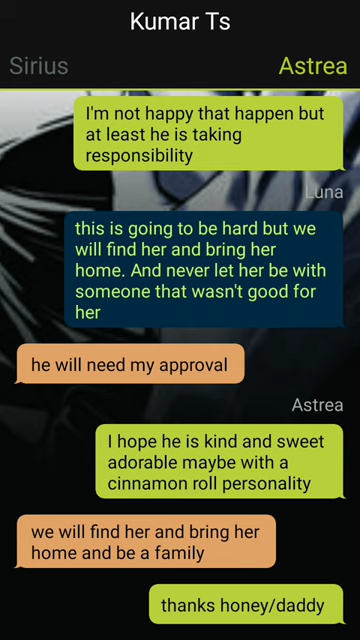 Kumar Ts
Sirius
Astrea
I'm not happy that happen but
at least he is taking
responsibility
Luna
this is going to be hard but we
will find her and bring her
home. And never let her be with
someone that wasn't good for
her
he will need my approval
Astrea
I hope he is kind and sweet
adorable maybe with a
cinnamon roll personality
we will find her and bring her
home and be a family
thanks honey/daddy